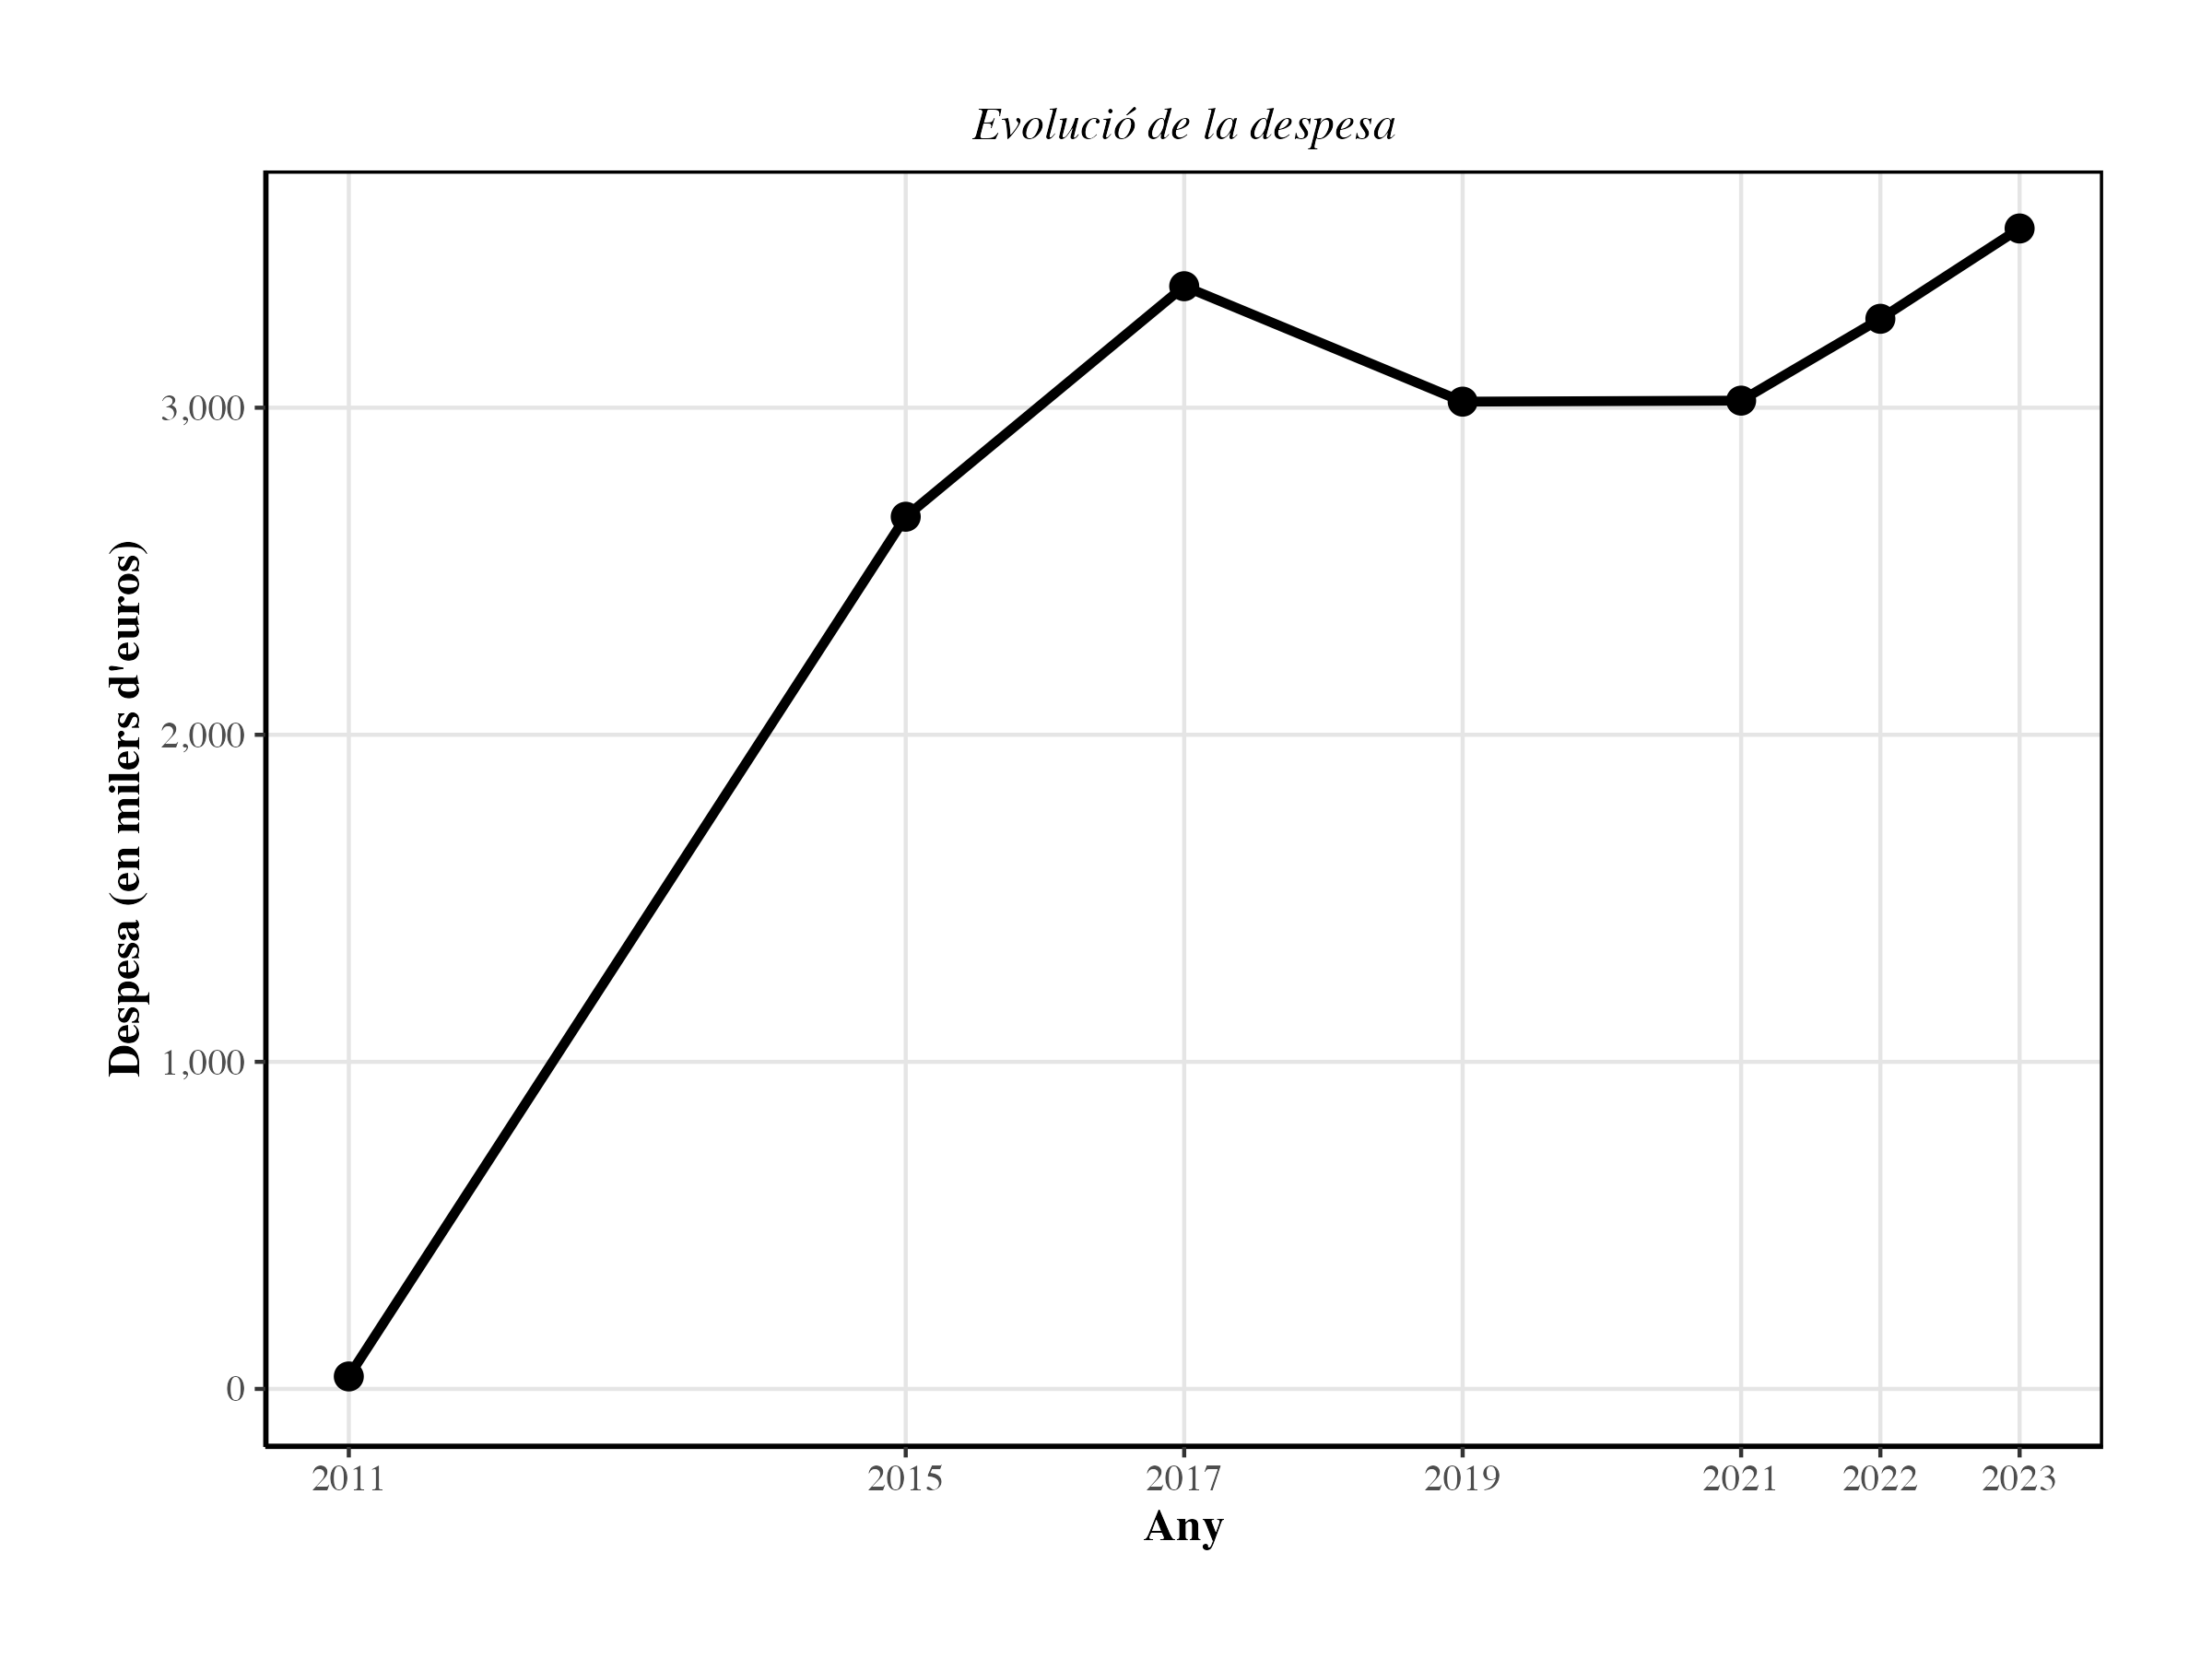 Evolució de la despesa
Despesa (en milers d'euros)
3,000
2,000
1,000
0
2011 2015 2017 2019 2021 2022 2023
Any